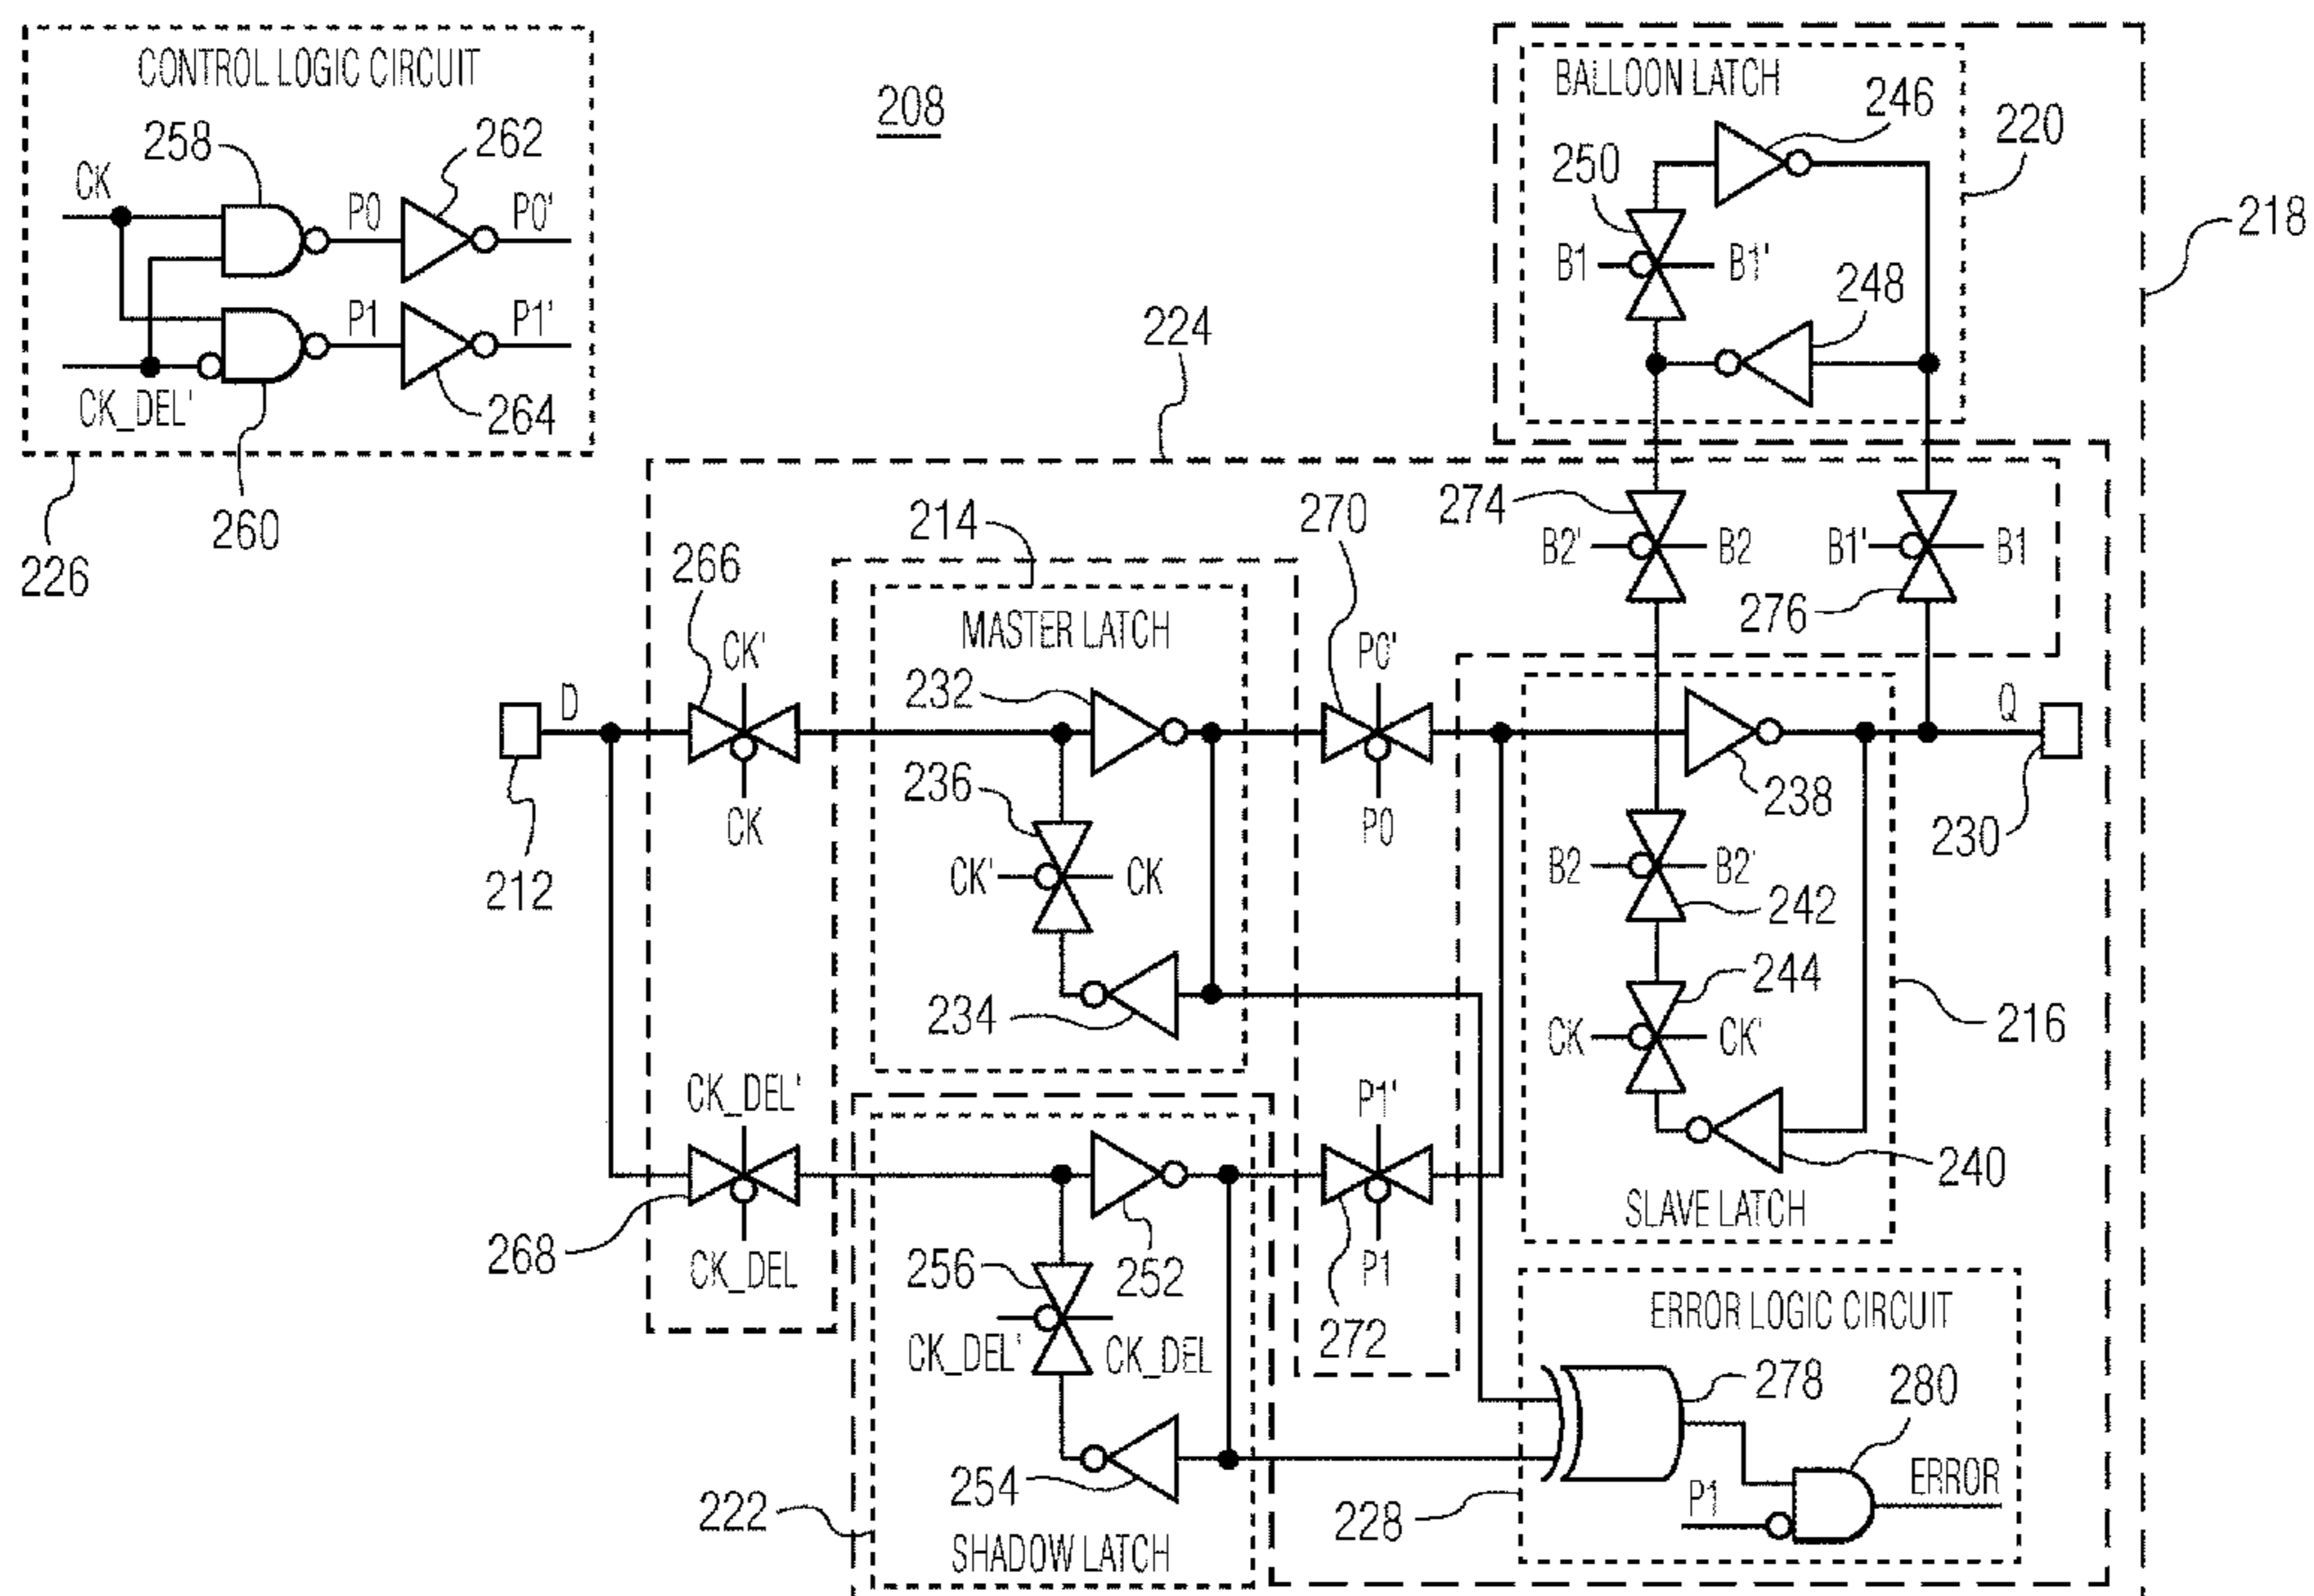 CONTROL LOGIC CIRCUIT
258
262
CK
P0
P0'
P1
P1'
CK_DEL'
264
260
226
208
BALLOON LATCH
246
250
220
B1
B1'
248
218
224
274
B2'
B2
B1'
B1
276
214
270
266
CK'
MASTER LATCH
P0'
D
232
Q
236
CK
P0
238
230
CK'
CK
B2
B2'
242
212
234
244
CK
CK'
216
CK_DEL'
P1'
240
SLAVE LATCH
268
CK_DEL
256
252
P1
272
CK_DEL'
CK_DEL
ERROR LOGIC CIRCUIT
278
280
254
222
228
P1
ERROR
SHADOW LATCH